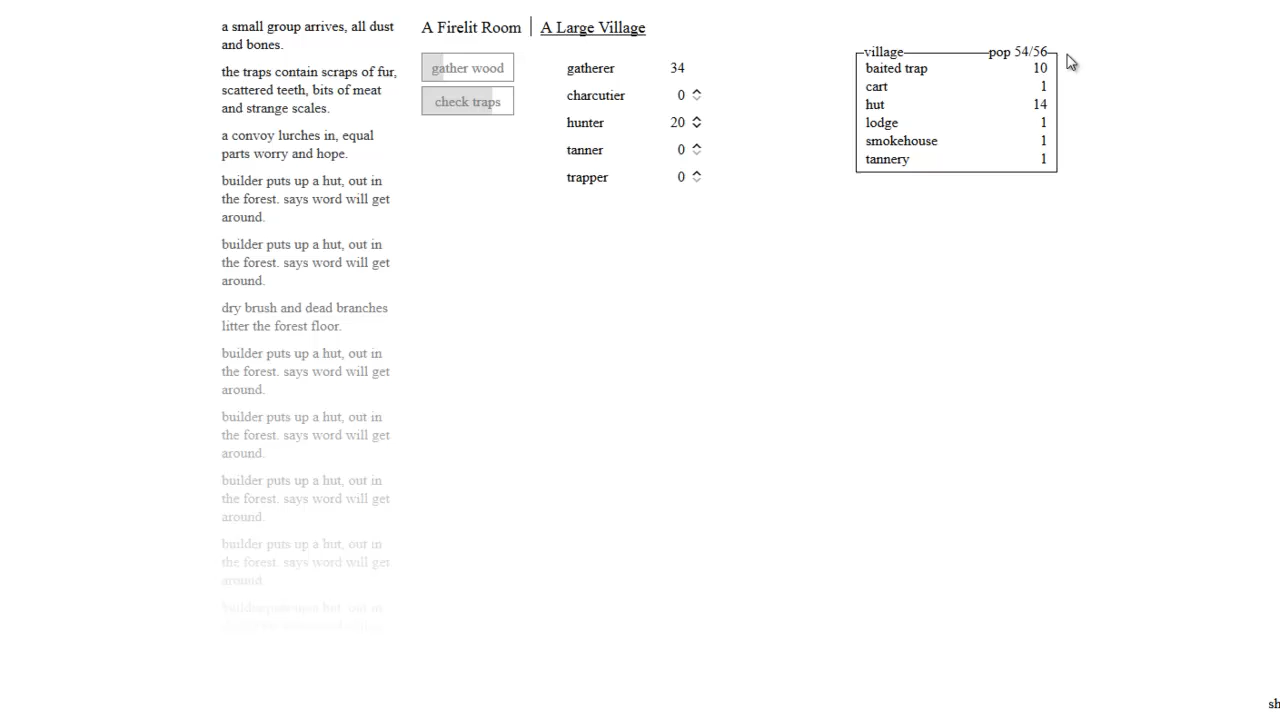 a small group arrives, all dust
and bones.
the traps contain scraps of fur,
scattered teeth, bits of meat
and strange scales.
a convoy lurches in, equal
parts worry and hope.
builder puts up a hut, out in
the forest. says word will get
around.
builder puts up a hut, out in
the forest. says word will get
around.
dry brush and dead branches
litter the forest floor.
builder puts up a hut, out in
the forest. says word will get
around.
builder puts up a hut, out in
the forest. says word will get
around.
builder puts up a hut, out in
the forest. says word will get
around.
builder puts up a hut, out in
the forest. says word will get
around.
A Firelit Room | A Large Village
gather wood
check traps
gatherer 34
charcutier 0
hunter 20
tanner 0
trapper 0
village pop 54/56
baited trap 10
cart 1
hut 14
lodge 1
smokehouse 1
tannery 1
sh